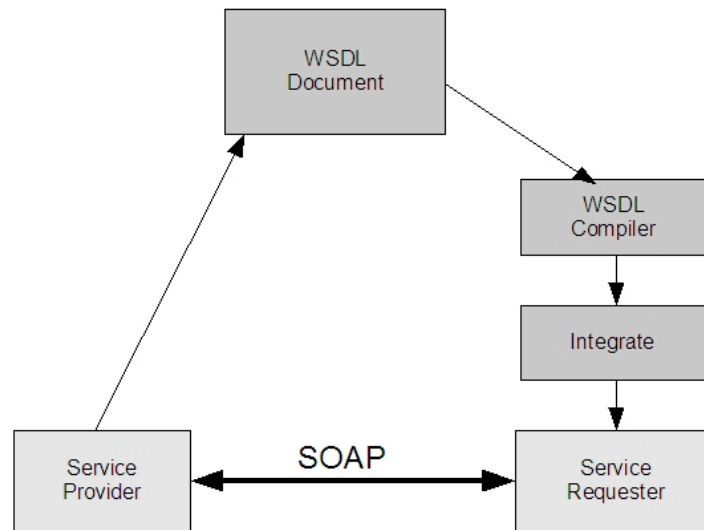 WSDL
Document
WSDL
Compiler
Integrate
SOAP
Service
Provider
Service
Requester